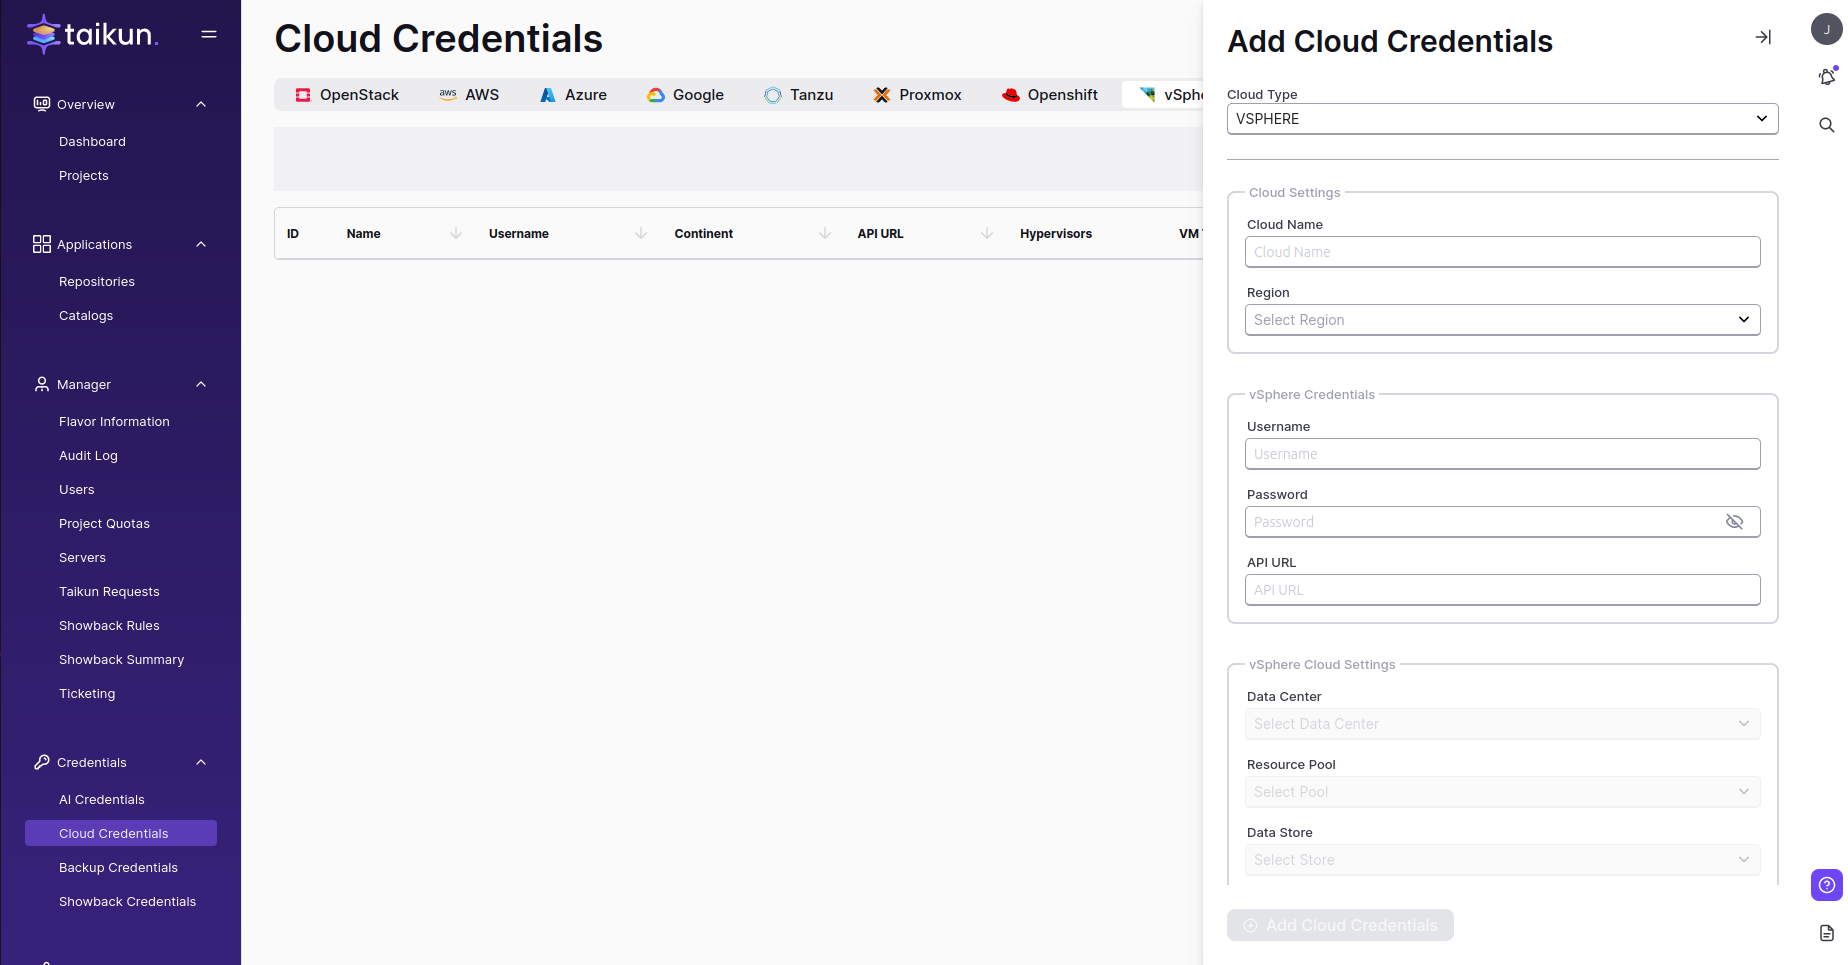 taikun.
Overview
Dashboard
Projects
Applications
Repositories
Catalogs
Manager
Flavor Information
Audit Log
Users
Project Quotas
Servers
Taikun Requests
Showback Rules
Showback Summary
Ticketing
Credentials
AI Credentials
Cloud Credentials
Backup Credentials
Showback Credentials
Cloud Credentials
OpenStack aws AWS Azure Google Tanzu Proxmox Openshift vSphe
ID Name Username Continent API URL Hypervisors VM
Add Cloud Credentials
J
Cloud Type
VSPHERE
Cloud Settings
Cloud Name
Cloud Name
Region
Select Region
vSphere Credentials
Username
Username
Password
Password
API URL
API URL
vSphere Cloud Settings
Data Center
Select Data Center
Resource Pool
Select Pool
Data Store
Select Store
Add Cloud Credentials